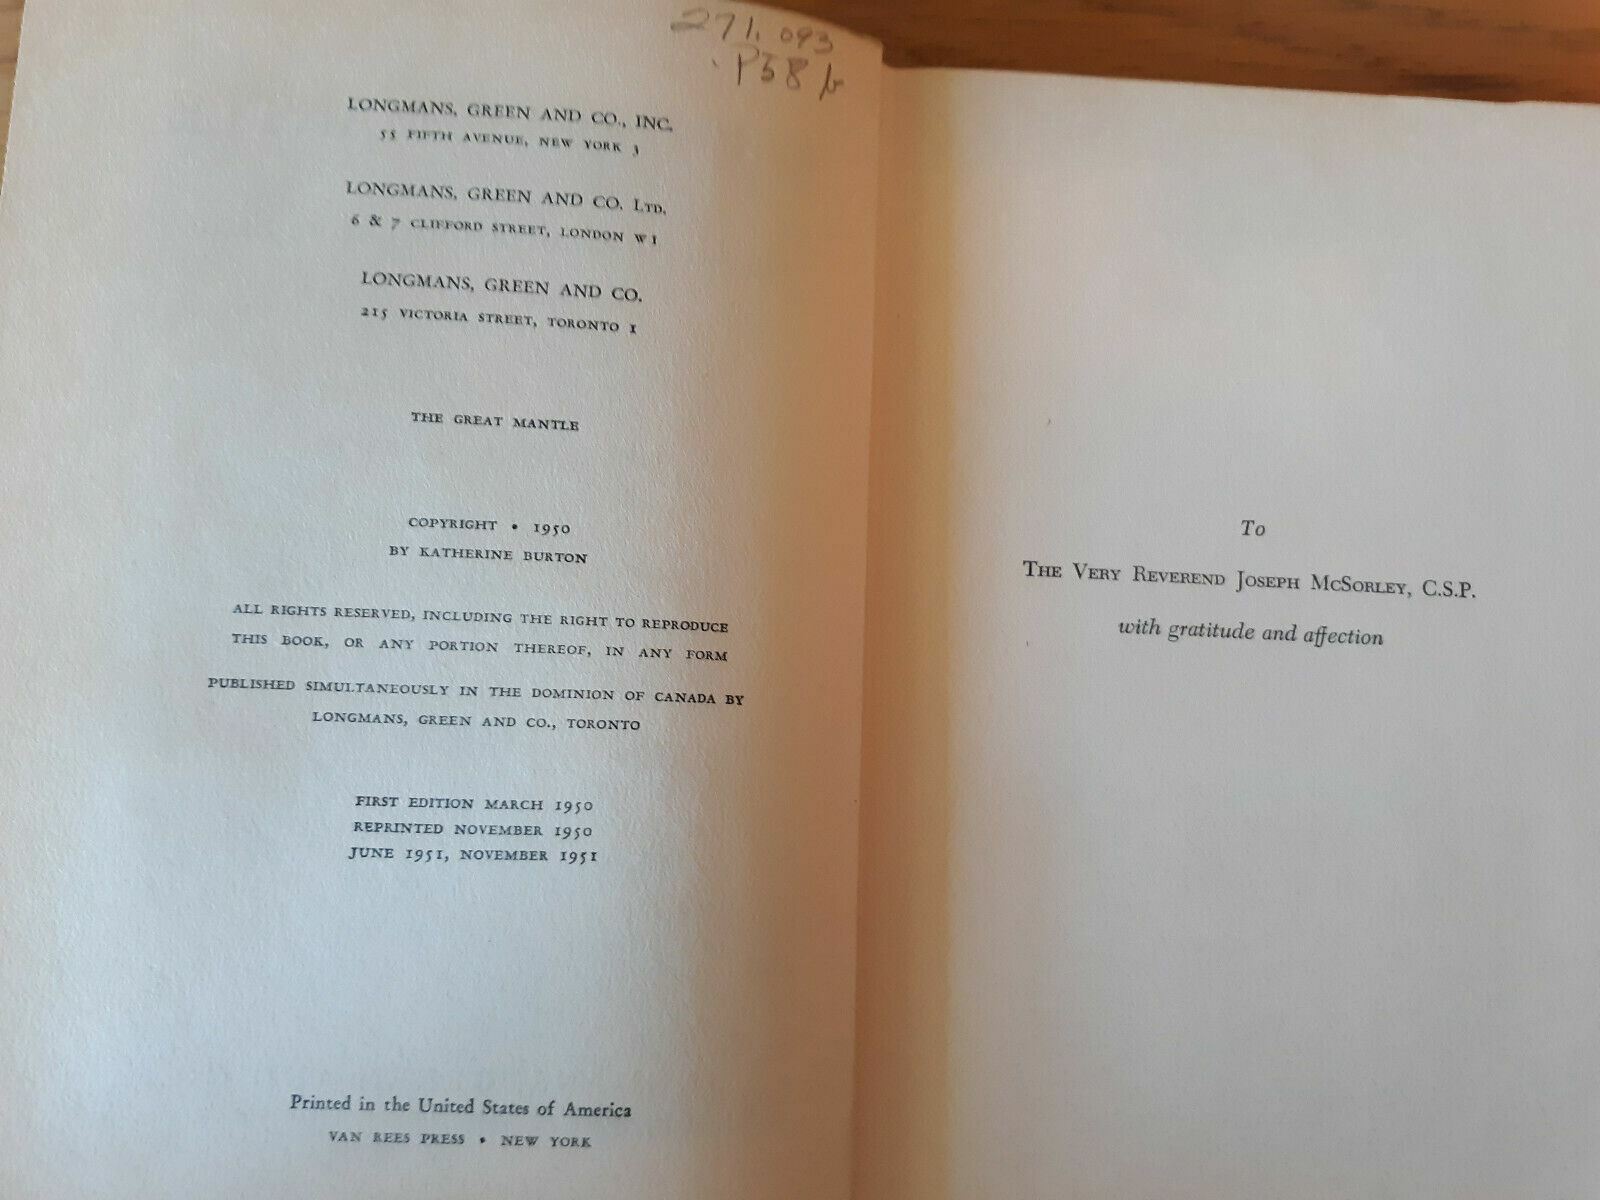 271.093
P58b
LONGMANS, GREEN AND CO., INC.
55 FIFTH AVENUE, NEW YORK 3
LONGMANS, GREEN AND CO. LTD.
6 & 7 CLIFFORD STREET, LONDON W 1
LONGMANS, GREEN AND CO.
215 VICTORIA STREET, TORONTO 1
THE GREAT MANTLE
COPYRIGHT • 1950
BY KATHERINE BURTON
ALL RIGHTS RESERVED, INCLUDING THE RIGHT TO REPRODUCE
THIS BOOK, OR ANY PORTION THEREOF, IN ANY FORM
PUBLISHED SIMULTANEOUSLY IN THE DOMINION OF CANADA BY
LONGMANS, GREEN AND CO., TORONTO
FIRST EDITION MARCH 1950
REPRINTED NOVEMBER 1950
JUNE 1951, NOVEMBER 1951
Printed in the United States of America
VAN REES PRESS • NEW YORK
To
THE VERY REVEREND JOSEPH MCSORLEY, C.S.P.
with gratitude and affection